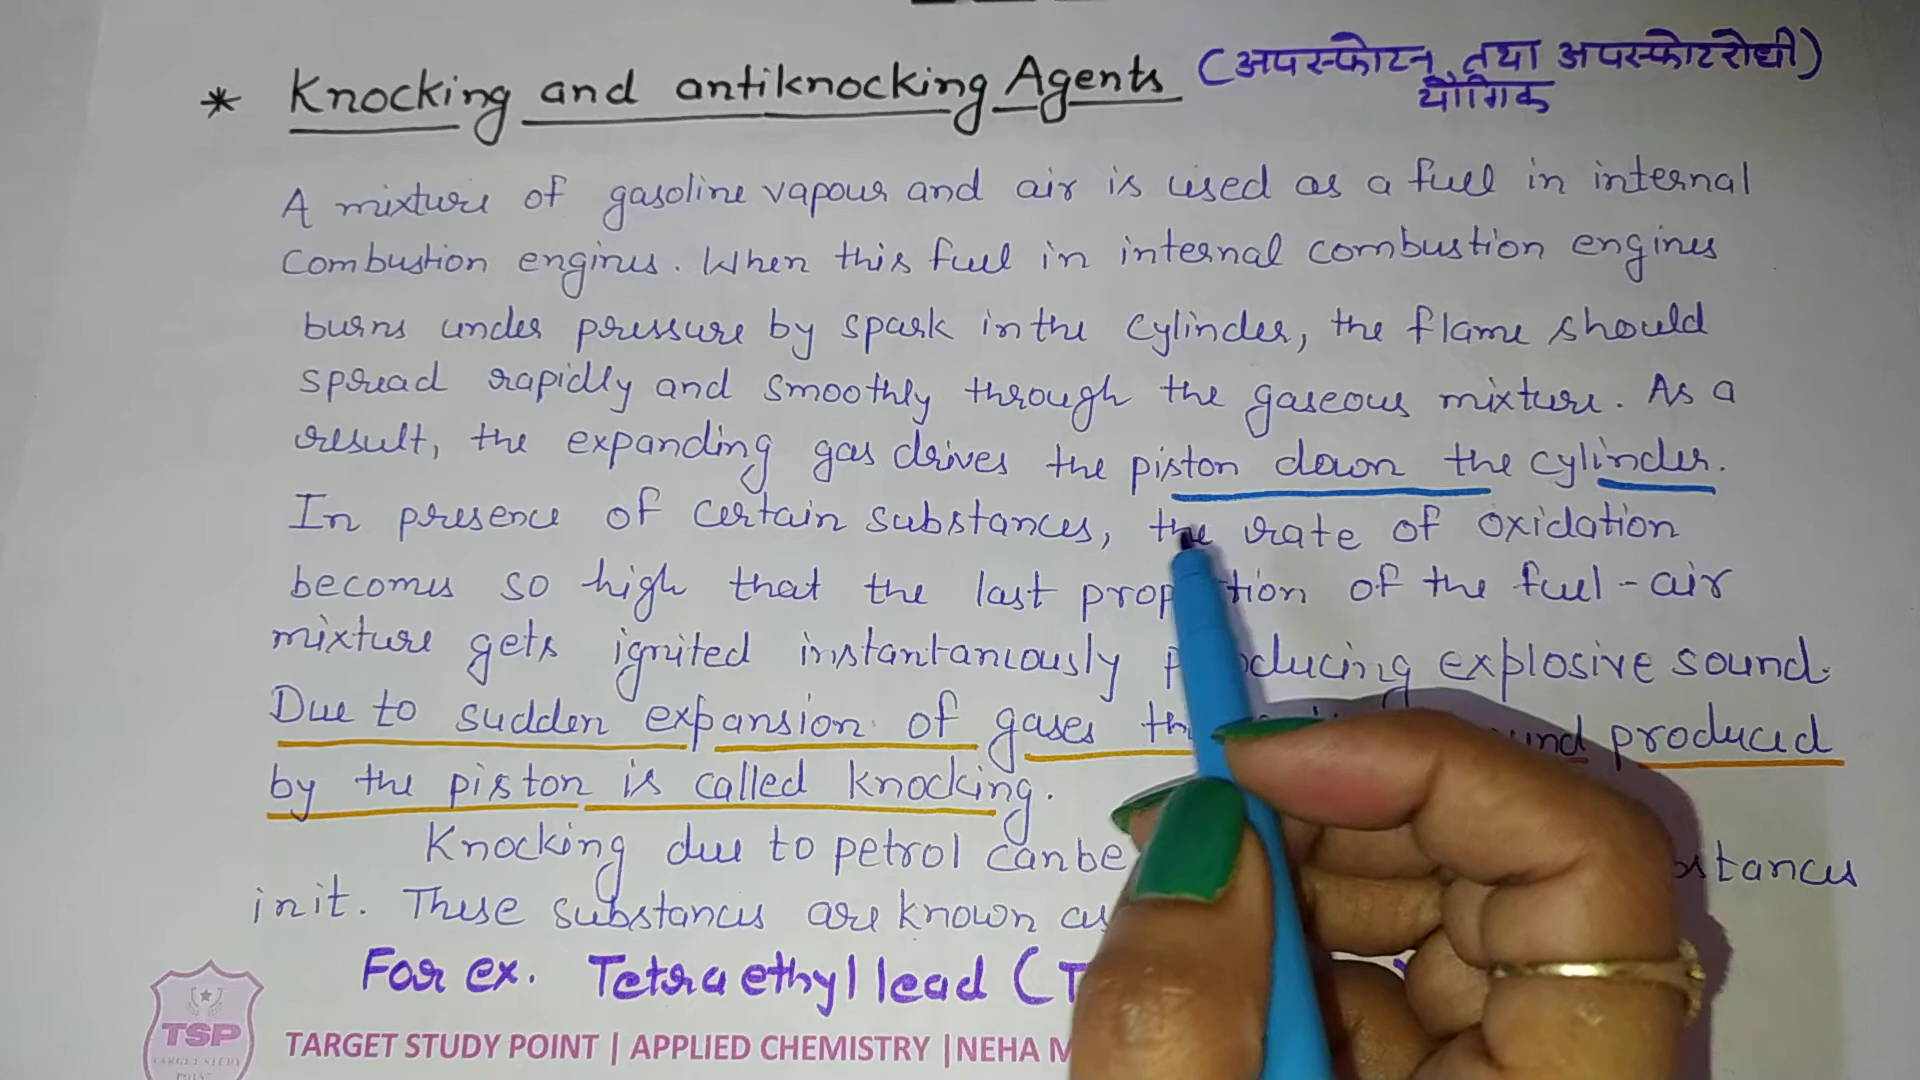 * Knocking and antiknocking Agents (अपस्फोटन तथा अपस्फोटरोधी)
यौगिक
A mixture of gasoline vapour and air is used as a fuel in internal
Combustion engines. When this fuel in internal combustion engines
burns under pressure by spark in the cylinder, the flame should
spread rapidly and smoothly through the gaseous mixture. As a
result, the expanding gas drives the piston down the cylinder.
In presence of certain substances, the rate of oxidation
becomes so high that the last tion of the fuel-air
mixture gets ignited instantaneously producing explosive sound.
Due to sudden expansion of gases produced
by the piston is called knocking.
Knocking due to petrol can be
in it. These substances are known as
For ex. Tetraethyl lead (T
TSP
TARGET STUDY POINT
TARGET STUDY POINT | APPLIED CHEMISTRY | NEHA M